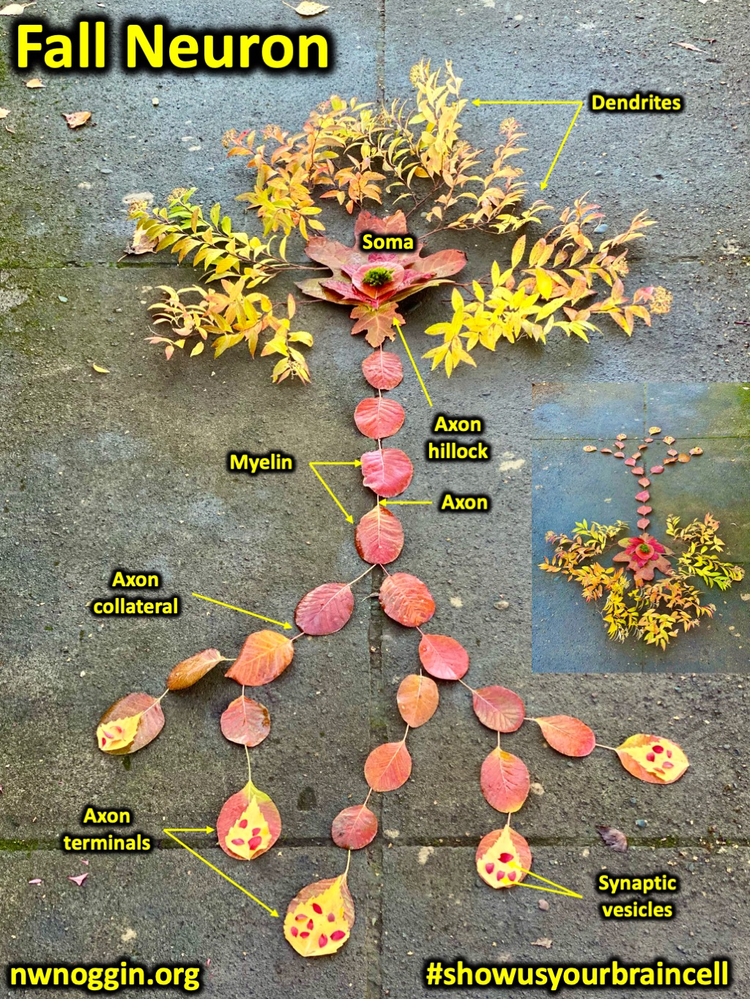 Fall Neuron
Dendrites
Soma
Axon
hillock
Myelin
Axon
Axon
collateral
Axon
terminals
Synaptic
vesicles
nwnoggin.org
#showusyourbraincell